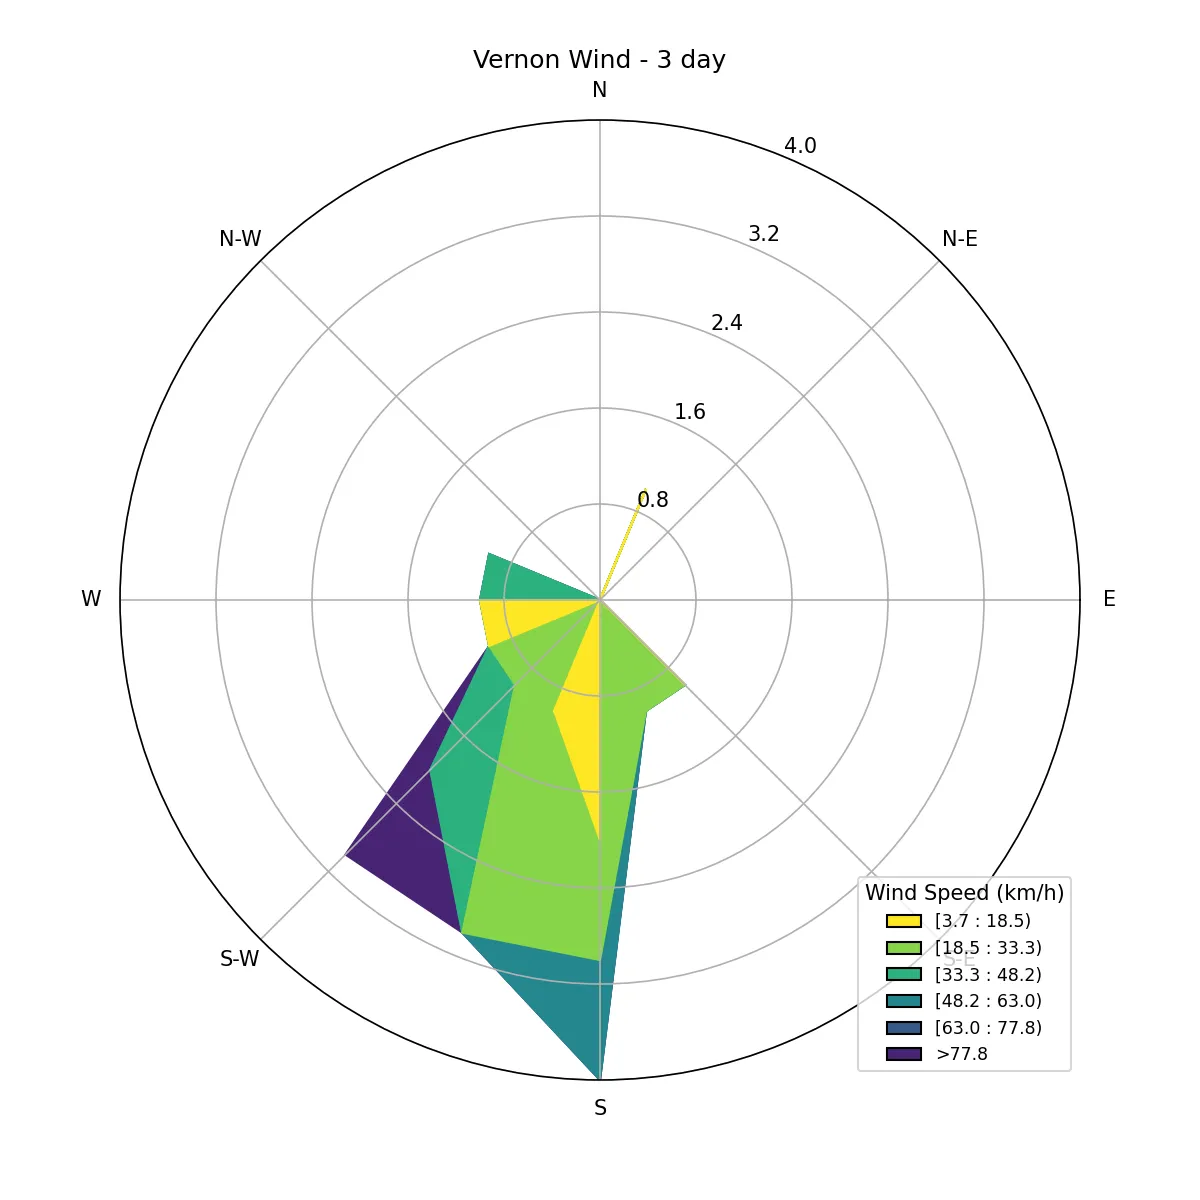 Vernon Wind - 3 day
N
4.0
N-W
3.2
N-E
2.4
1.6
0.8
W
E
Wind Speed (km/h)
[3.7 : 18.5)
[18.5 : 33.3)
[33.3 : 48.2)
[48.2 : 63.0)
[63.0 : 77.8)
>77.8
S-W
S-E
S